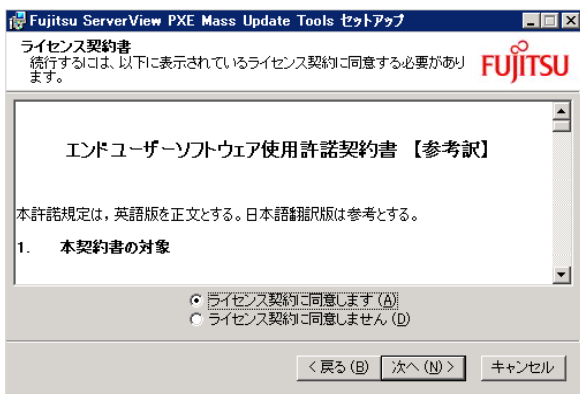 Fujitsu ServerView PXE Mass Update Tools セットアップ
ライセンス契約書
続行するには、以下に表示されているライセンス契約に同意する必要があり
ます。
FUJITSU
エンドユーザーソフトウェア使用許諾契約書 【参考訳】
本許諾規定は，英語版を正文とする。日本語翻訳版は参考とする。
1. 本契約書の対象
ライセンス契約に同意します(A)
ライセンス契約に同意しません(D)
< 戻る(B)
次へ(N) >
キャンセル